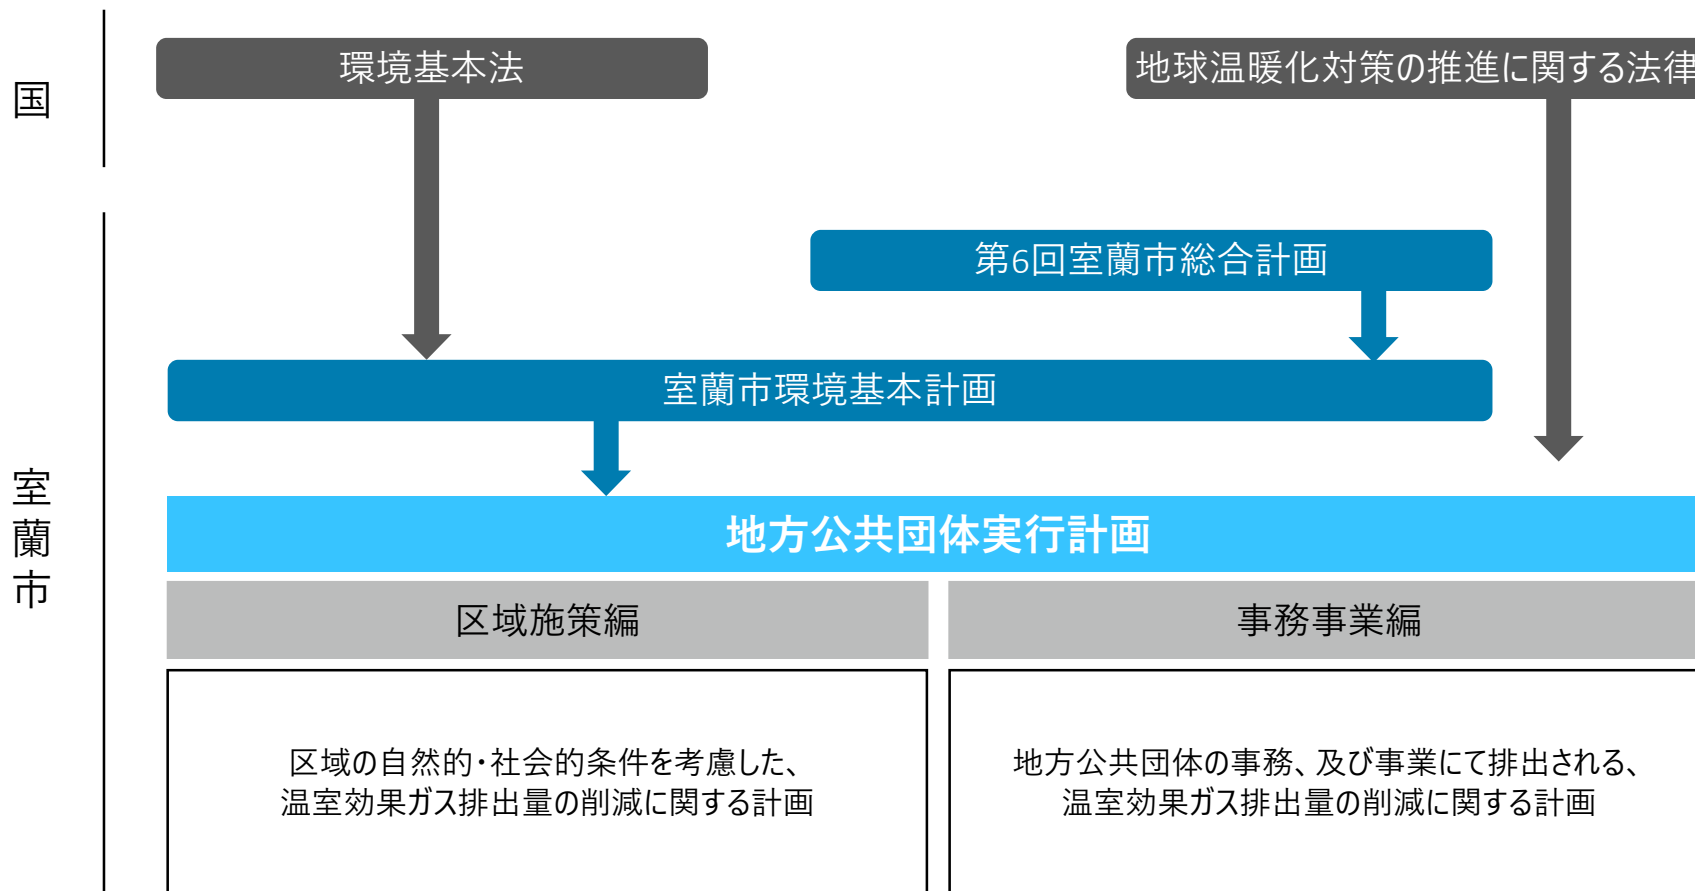 国
環境基本法
地球温暖化対策の推進に関する法律
室蘭市
第6回室蘭市総合計画
室蘭市環境基本計画
地方公共団体実行計画
区域施策編
事務事業編
区域の自然的・社会的条件を考慮した、
温室効果ガス排出量の削減に関する計画
地方公共団体の事務、及び事業にて排出される、
温室効果ガス排出量の削減に関する計画